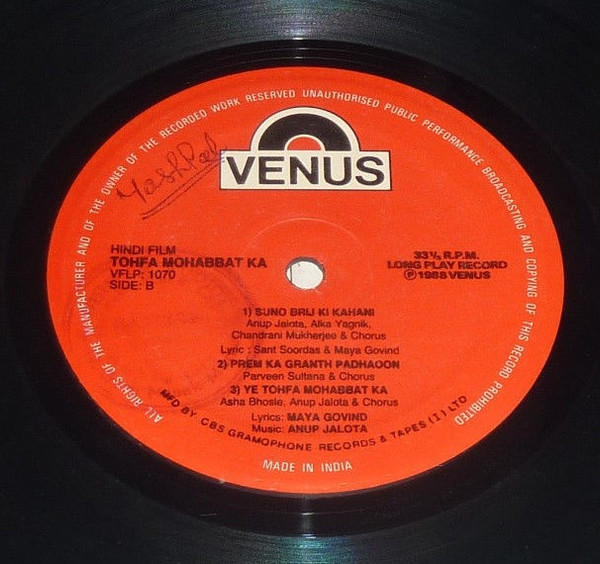 ALL RIGHTS OF THE MANUFACTURER AND OF THE OWNER OF THE RECORDED WORK RESERVED UNAUTHORISED PUBLIC PERFORMANCE BROADCASTING AND COPYING OF THIS RECORD PROHIBITED
VENUS
Yashpal
HINDI FILM
TOHFA MOHABBAT KA
VFLP: 1070
SIDE: B
33⅓ R.P.M.
LONG PLAY RECORD
Ⓟ 1988 VENUS
1) SUNO BRIJ KI KAHANI
Anup Jalota, Alka Yagnik,
Chandrani Mukherjee & Chorus
Lyric : Sant Soordas & Maya Govind
2) PREM KA GRANTH PADHAOON
Parveen Sultana & Chorus
3) YE TOHFA MOHABBAT KA
Asha Bhosle, Anup Jalota & Chorus
Lyrics: MAYA GOVIND
Music: ANUP JALOTA
MFD BY CBS GRAMOPHONE RECORDS & TAPES (I) LTD
MADE IN INDIA